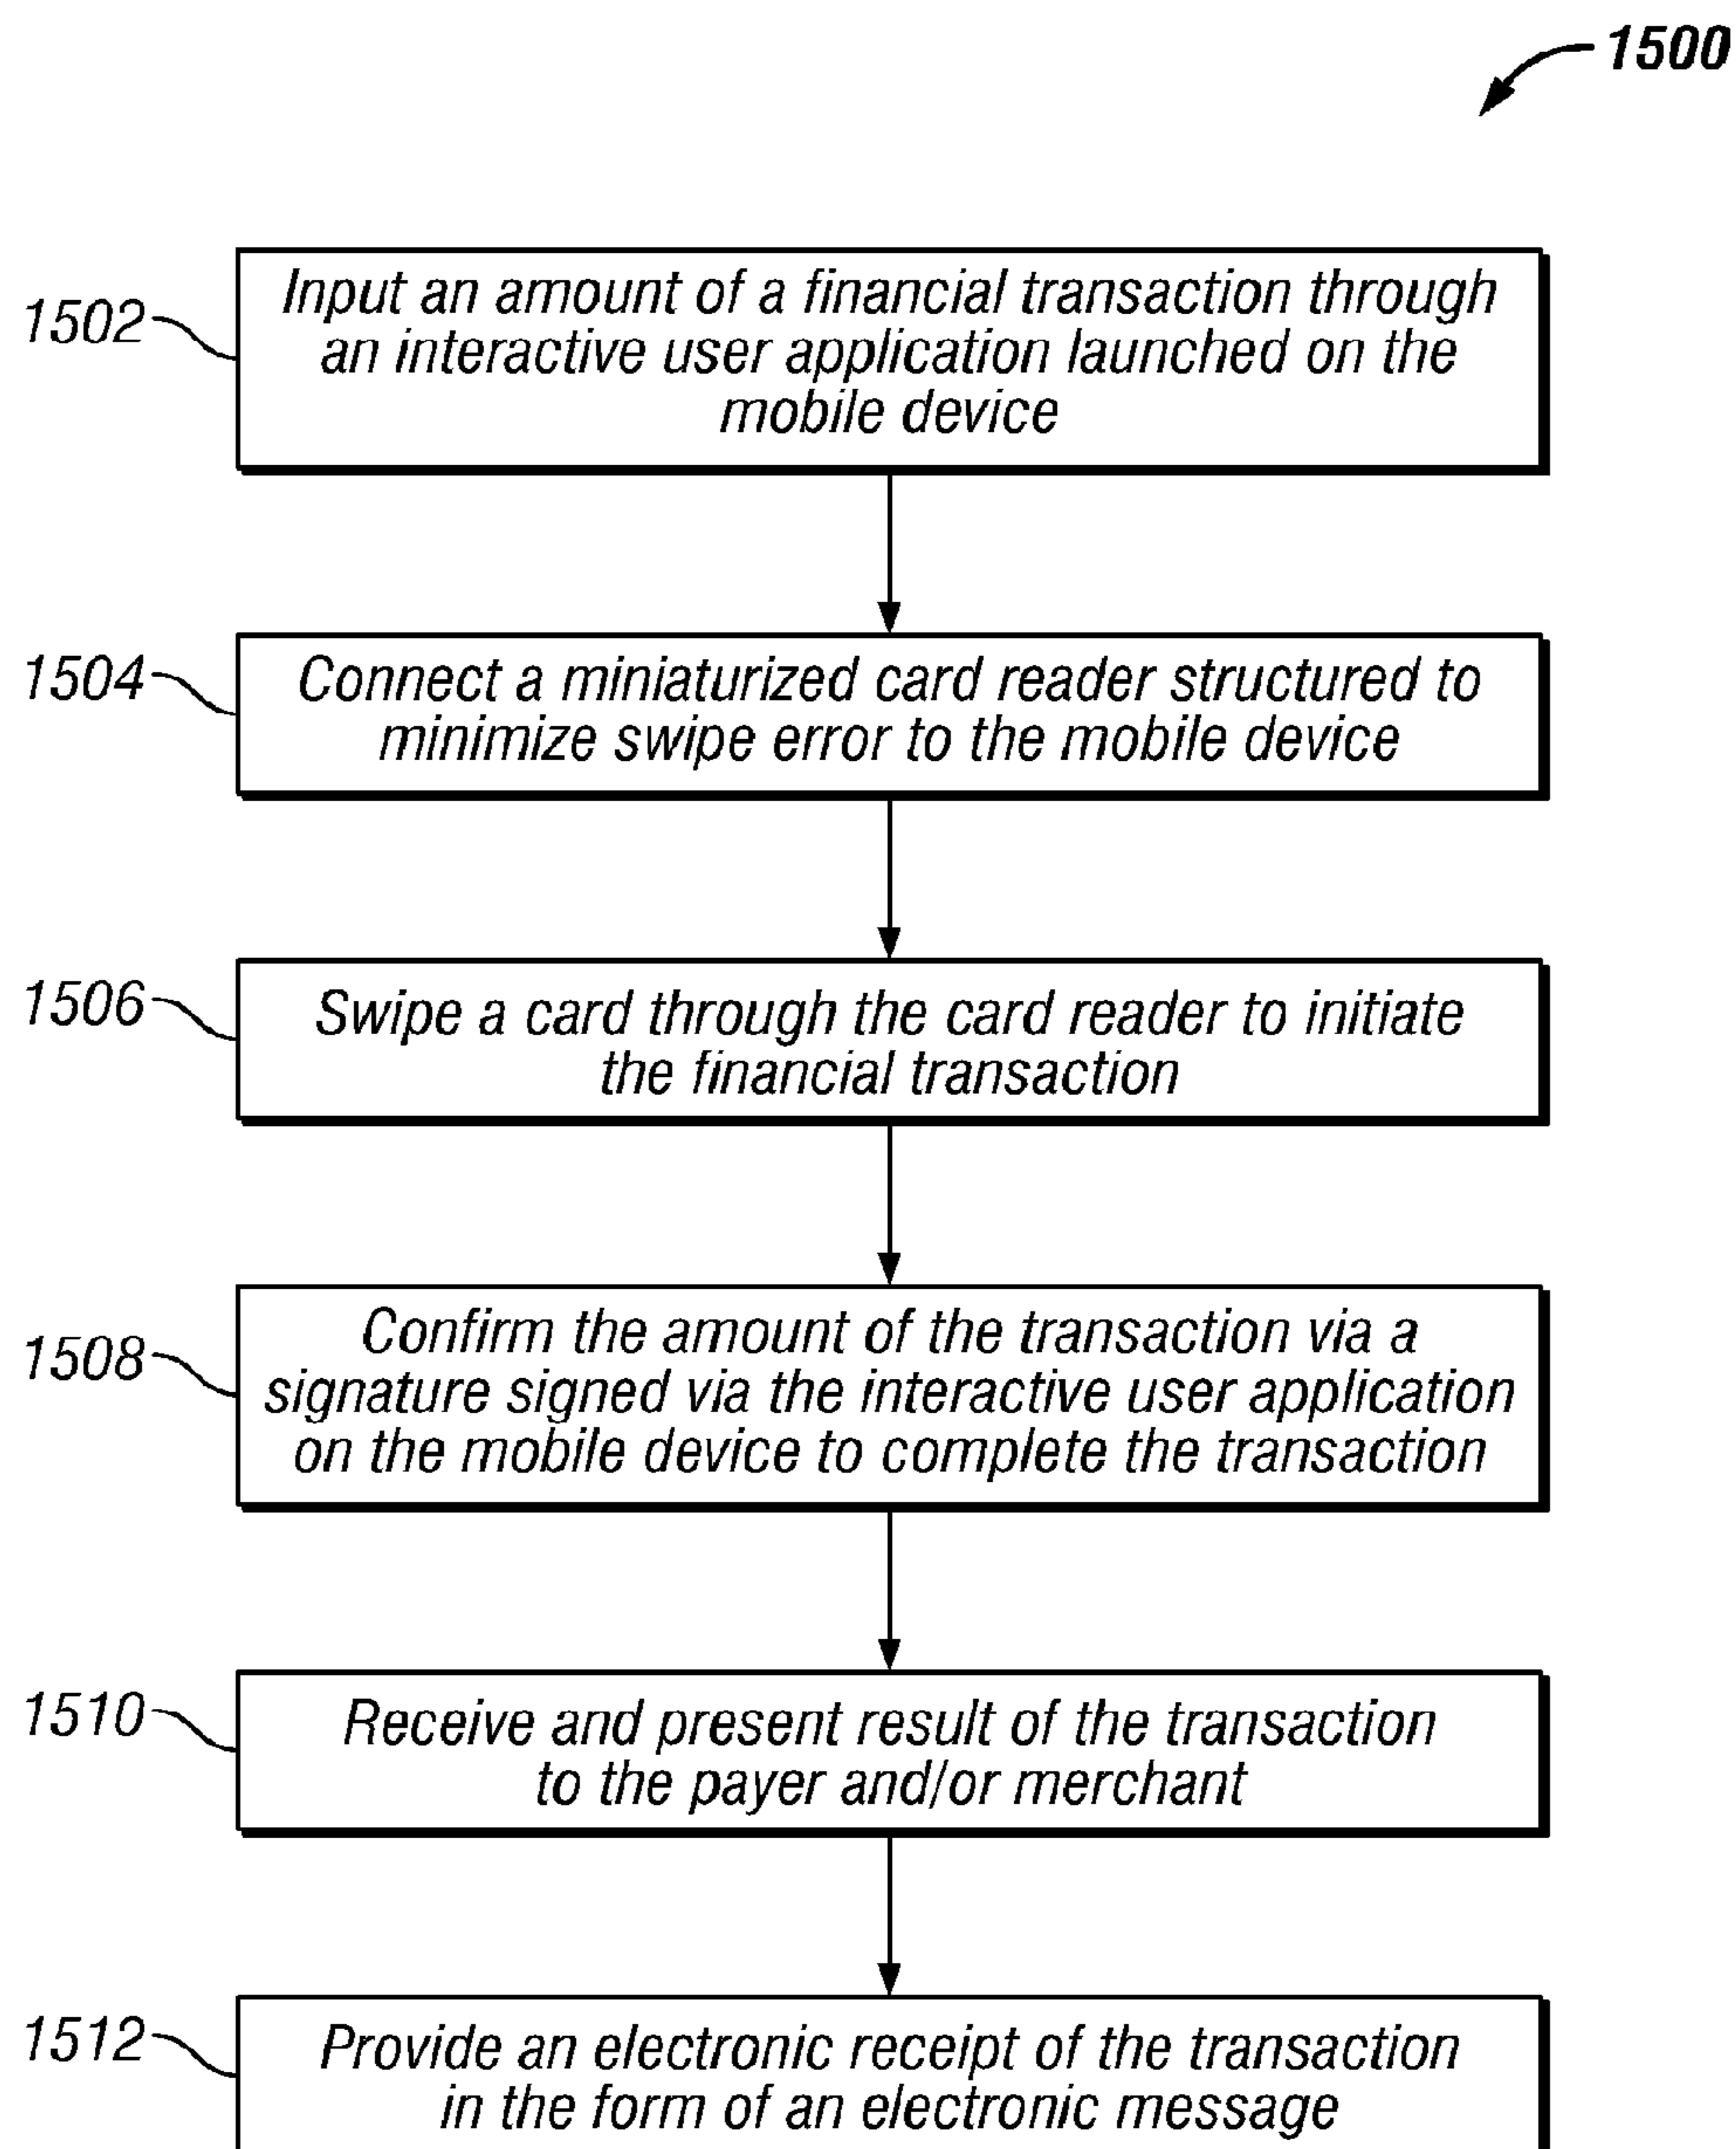 1500
1502
Input an amount of a financial transaction through
an interactive user application launched on the
mobile device
1504
Connect a miniaturized card reader structured to
minimize swipe error to the mobile device
1506
Swipe a card through the card reader to initiate
the financial transaction
1508
Confirm the amount of the transaction via a
signature signed via the interactive user application
on the mobile device to complete the transaction
1510
Receive and present result of the transaction
to the payer and/or merchant
1512
Provide an electronic receipt of the transaction
in the form of an electronic message